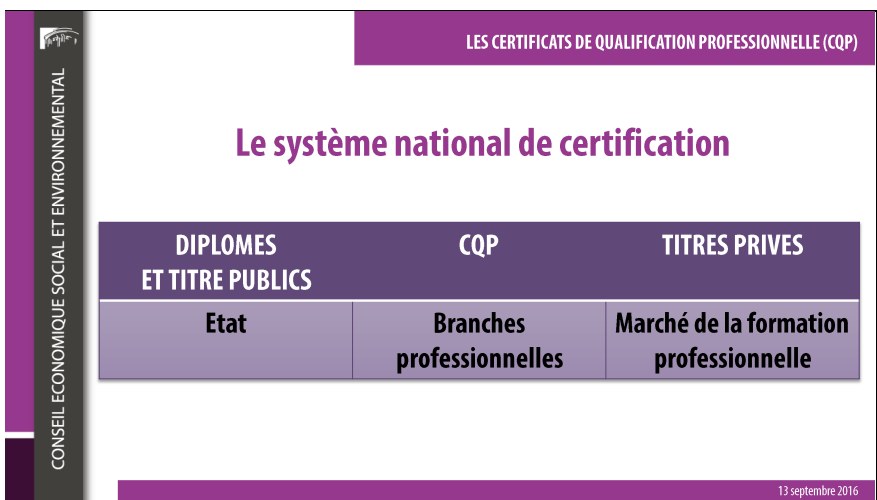 LES CERTIFICATS DE QUALIFICATION PROFESSIONNELLE (CQP)
CONSEIL ECONOMIQUE SOCIAL ET ENVIRONNEMENTAL
Le système national de certification
DIPLOMES
ET TITRE PUBLICS
CQP
TITRES PRIVES
Etat
Branches
professionnelles
Marché de la formation
professionnelle
13 septembre 2016